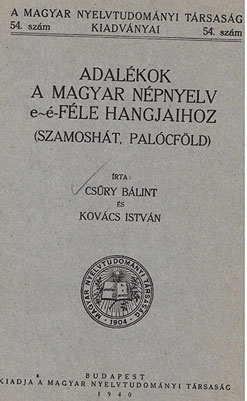 A MAGYAR NYELVTUDOMÁNYI TÁRSASÁG
54. szám KIADVÁNYAI 54. szám
ADALÉKOK
A MAGYAR NÉPNYELV
e~é-FÉLE HANGJAIHOZ
(SZAMOSHÁT, PALÓCFÖLD)
ÍRTA
CSŰRY BÁLINT
ÉS
KOVÁCS ISTVÁN
MAGYAR NYELVTUDOMÁNYI TÁRSASÁG
1904
BUDAPEST
KIADJA A MAGYAR NYELVTUDOMÁNYI TÁRSASÁG
1940